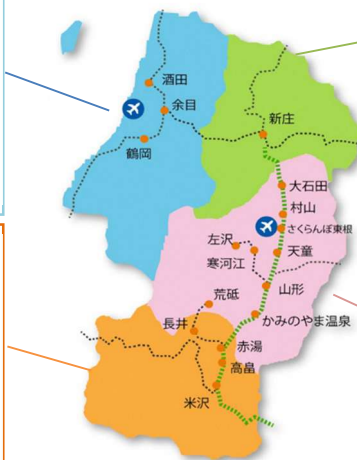 酒田
余目
鶴岡
新庄
大石田
村山
さくらんぼ東根
左沢
天童
寒河江
山形
荒砥
かみのやま温泉
長井
赤湯
高畠
米沢